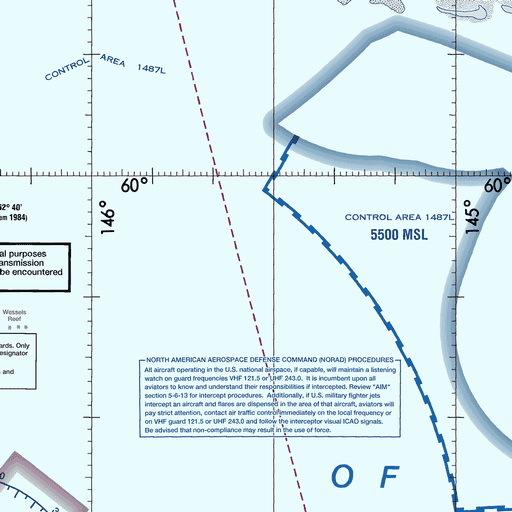 CONTROL AREA 1487L
60°
60°
146°
145°
52° 40'
em 1984)
CONTROL AREA 1487L
5500 MSL
al purposes
ansmission
be encountered
Wessels
Reef
ards. Only
esignator
and
NORTH AMERICAN AEROSPACE DEFENSE COMMAND (NORAD) PROCEDURES
All aircraft operating in the U.S. national airspace, if capable, will maintain a listening
watch on guard frequencies VHF 121.5 or UHF 243.0. It is incumbent upon all
aviators to know and understand their responsibilities if intercepted. Review "AIM"
section 5-6-13 for intercept procedures. Additionally, if U.S. military fighter jets
intercept an aircraft and flares are dispensed in the area of that aircraft, aviators will
pay strict attention, contact air traffic control immediately on the local frequency or
on VHF guard 121.5 or UHF 243.0 and follow the interceptor visual ICAO signals.
Be advised that non-compliance may result in the use of force.
O F
0